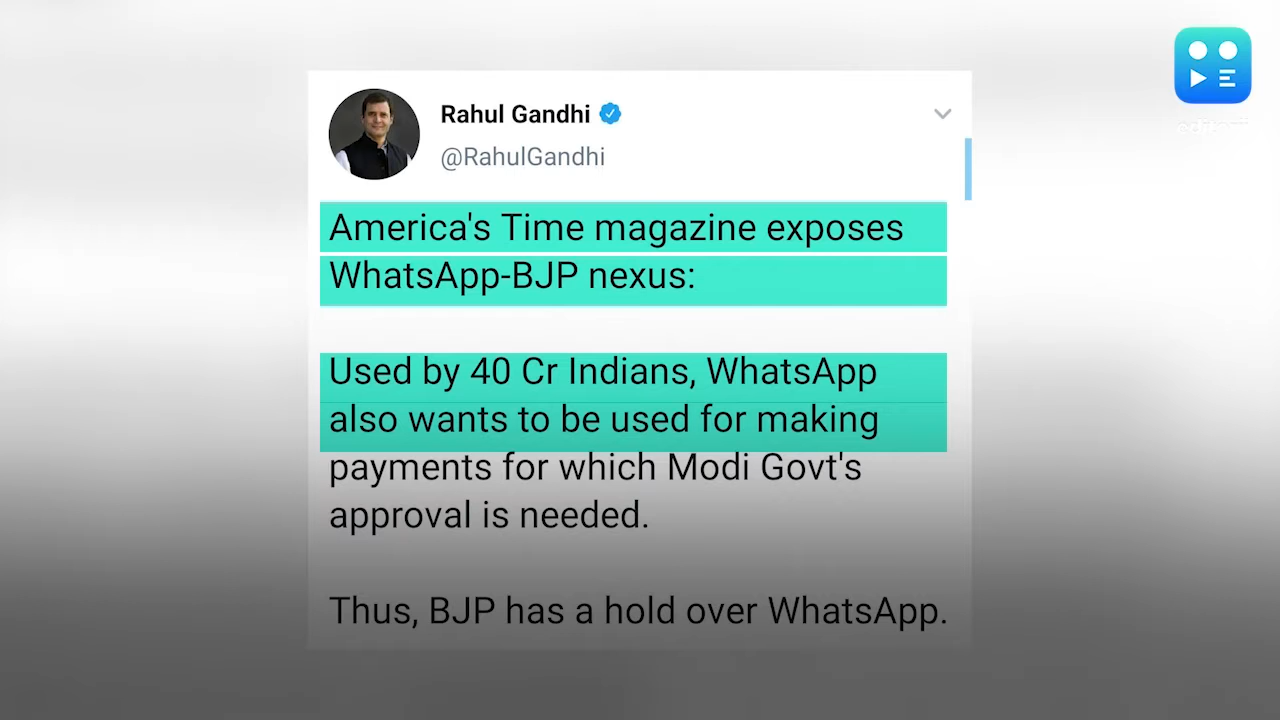 Rahul Gandhi
@RahulGandhi
America's Time magazine exposes
WhatsApp-BJP nexus:
Used by 40 Cr Indians, WhatsApp
also wants to be used for making
payments for which Modi Govt's
approval is needed.
Thus, BJP has a hold over WhatsApp.